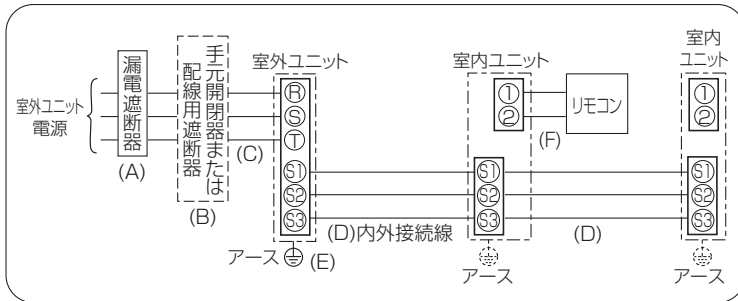 室外ユニット
電源
漏電遮断器
(A)
手元開閉器または
配線用遮断器
(B)
(C)
室外ユニット
R
S
T
S1
S2
S3
アース
(E)
(D)内外接続線
室内ユニット
1
2
(F)
リモコン
S1
S2
S3
アース
(D)
室内
ユニット
1
2
S1
S2
S3
アース